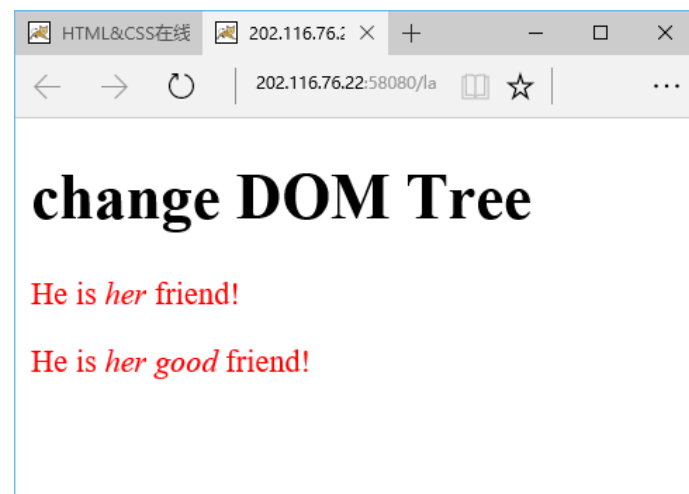 HTML&CSS在线 202.116.76.2
202.116.76.22:58080/la
change DOM Tree
He is her friend!
He is her good friend!